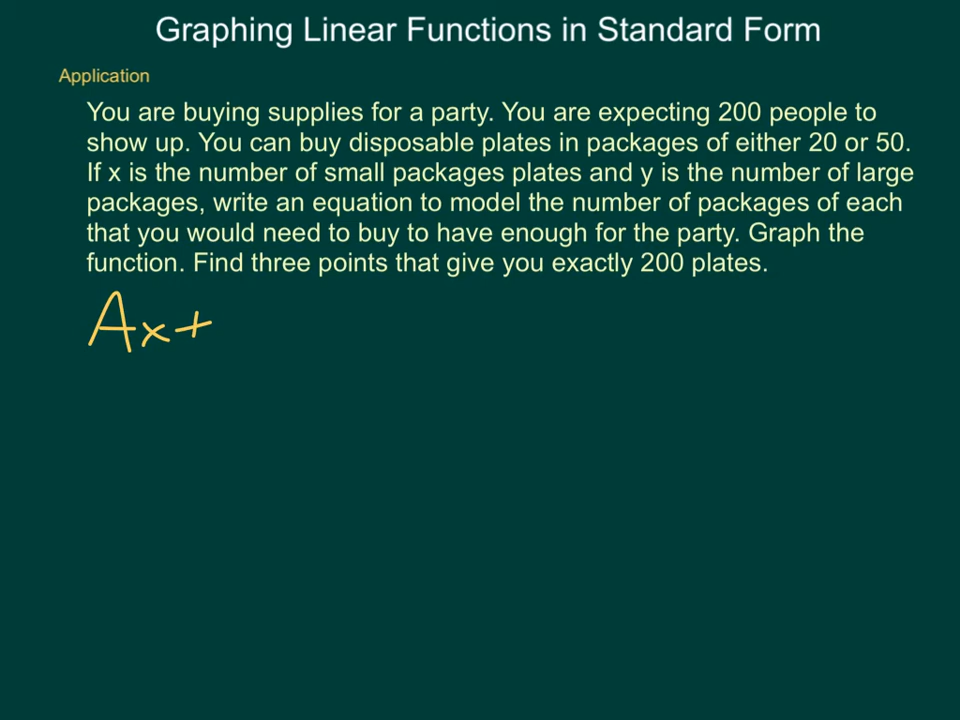 Graphing Linear Functions in Standard Form
Application
You are buying supplies for a party. You are expecting 200 people to
show up. You can buy disposable plates in packages of either 20 or 50.
If x is the number of small packages plates and y is the number of large
packages, write an equation to model the number of packages of each
that you would need to buy to have enough for the party. Graph the
function. Find three points that give you exactly 200 plates.
Ax+